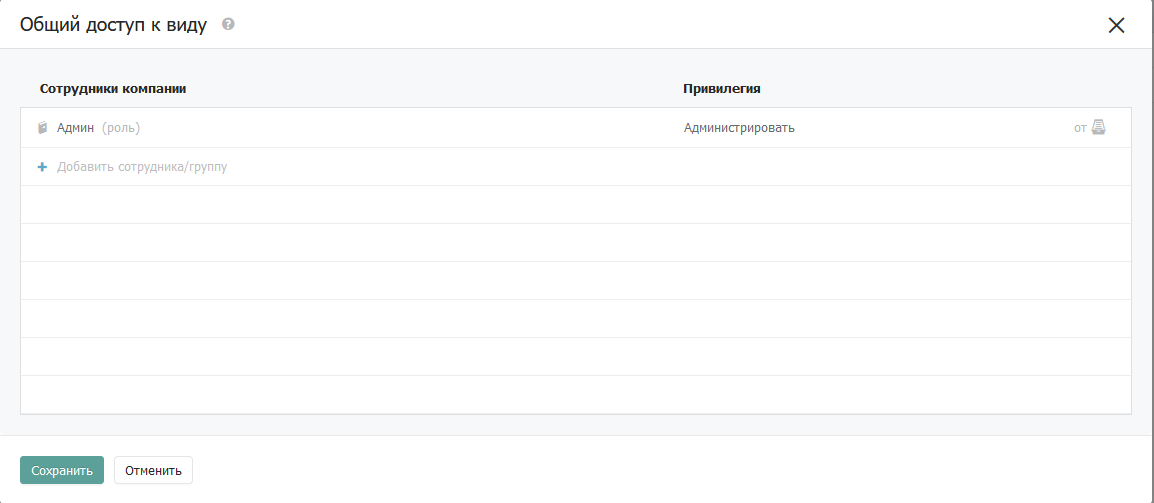 Общий доступ к виду ?
Сотрудники компании Привилегия
Админ (роль) Администрировать от
+ Добавить сотрудника/группу
Сохранить Отменить